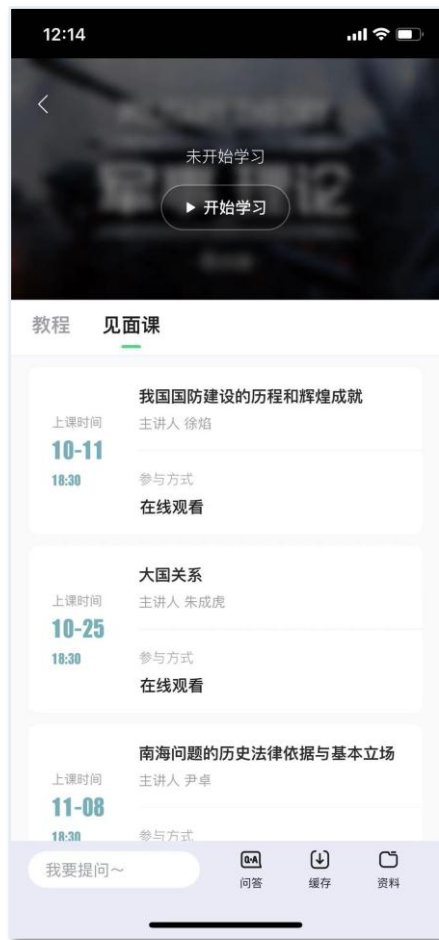 12:14
未开始学习
开始学习
教程 见面课
我国国防建设的历程和辉煌成就
上课时间
主讲人 徐焰
10-11
18:30
参与方式
在线观看
大国关系
上课时间
主讲人 朱成虎
10-25
18:30
参与方式
在线观看
南海问题的历史法律依据与基本立场
上课时间
主讲人 尹卓
11-08
18:30
参与方式
我要提问~
Q·A
问答
缓存
资料